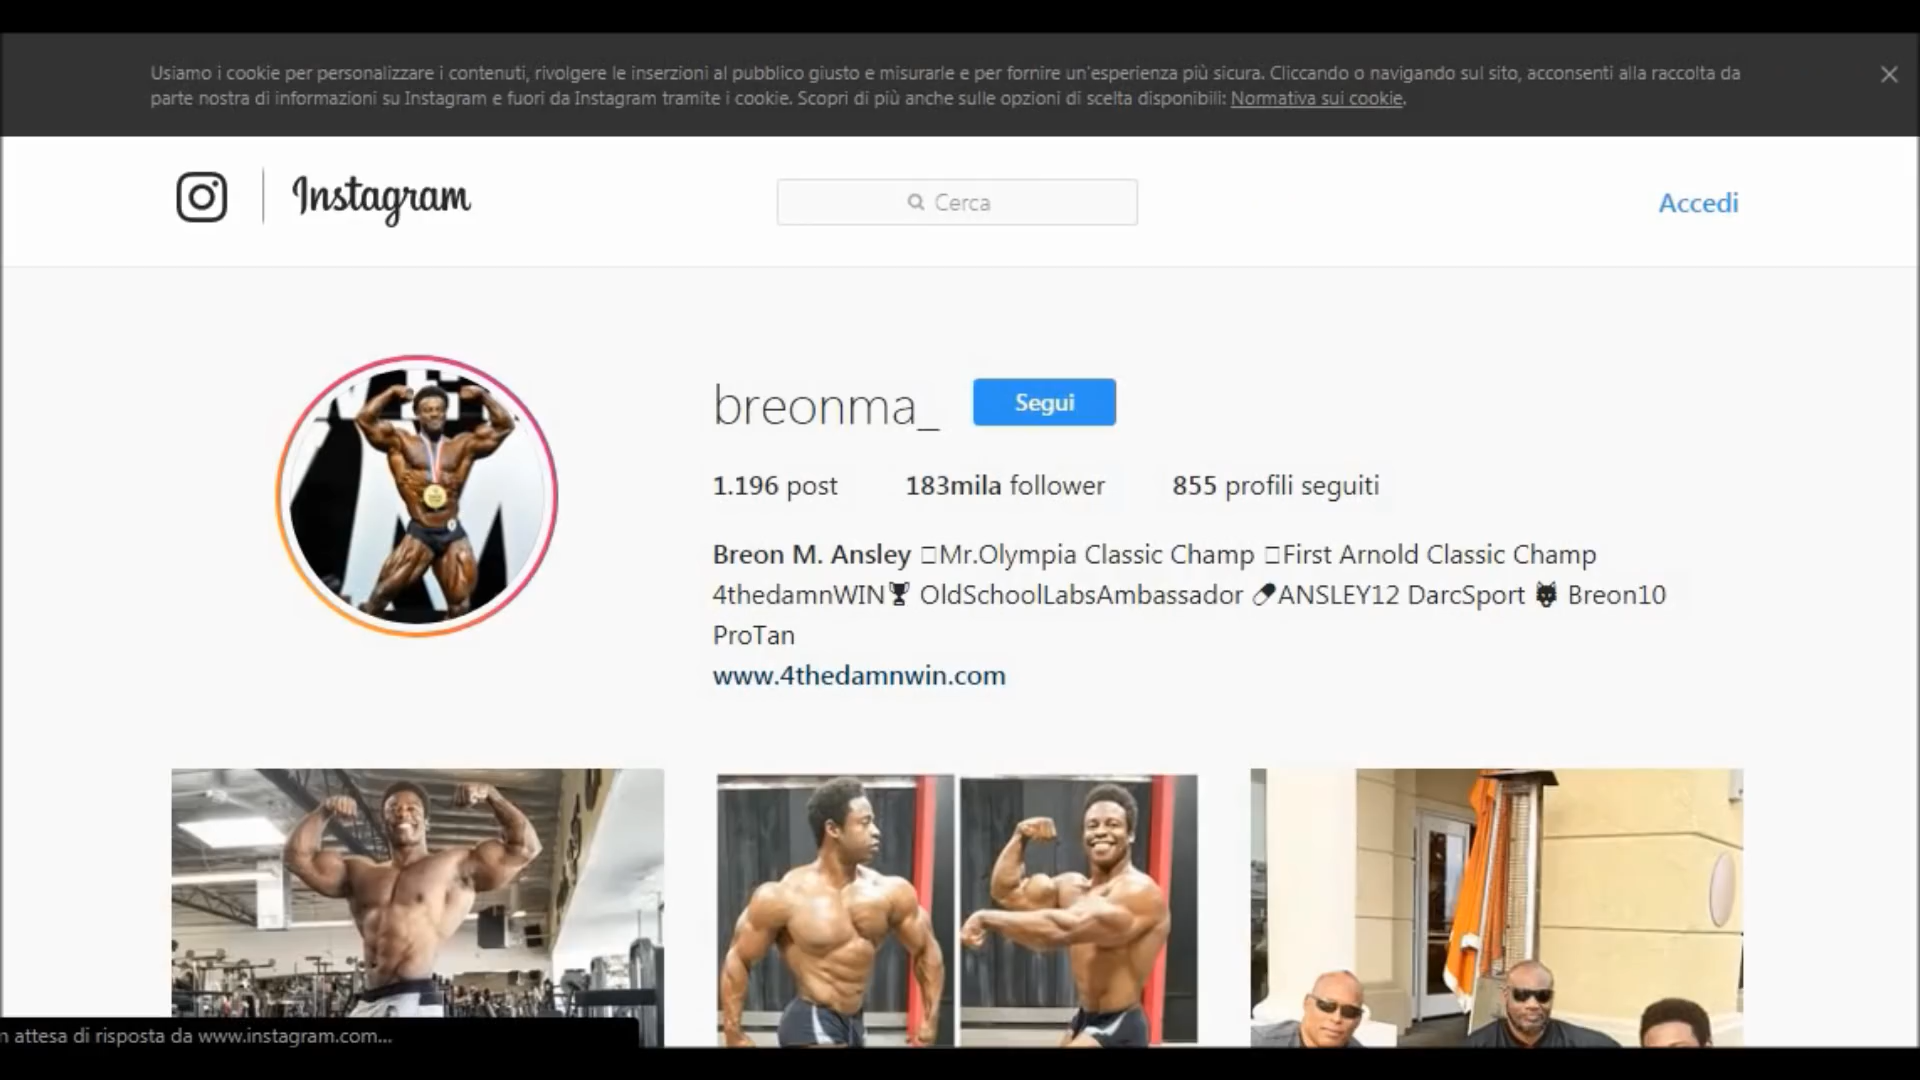 Usiamo i cookie per personalizzare i contenuti, rivolgere le inserzioni al pubblico giusto e misurarle e per fornire un'esperienza più sicura. Cliccando o navigando sul sito, acconsenti alla raccolta da
parte nostra di informazioni su Instagram e fuori da Instagram tramite i cookie. Scopri di più anche sulle opzioni di scelta disponibili: Normativa sui cookie.
Instagram
Cerca
Accedi
breonma_
Segui
1.196 post 183mila follower 855 profili seguiti
Breon M. Ansley □Mr.Olympia Classic Champ □First Arnold Classic Champ
4thedamnWIN🏆 OldSchoolLabsAmbassador 💊ANSLEY12 DarcSport 🐺 Breon10
ProTan
www.4thedamnwin.com
n attesa di risposta da www.instagram.com...